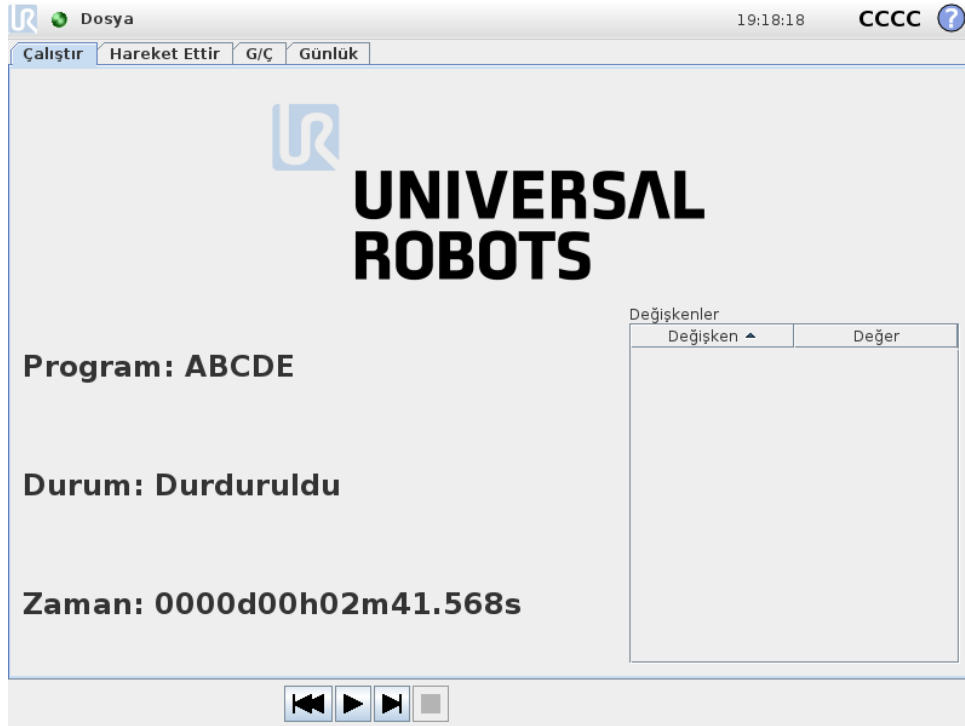 Dosya 19:18:18 CCCC ?
Çalıştır Hareket Ettir G/Ç Günlük
UR
UNIVERSAL
ROBOTS
Değişkenler
Değişken Değer
Program: ABCDE
Durum: Durduruldu
Zaman: 0000d00h02m41.568s